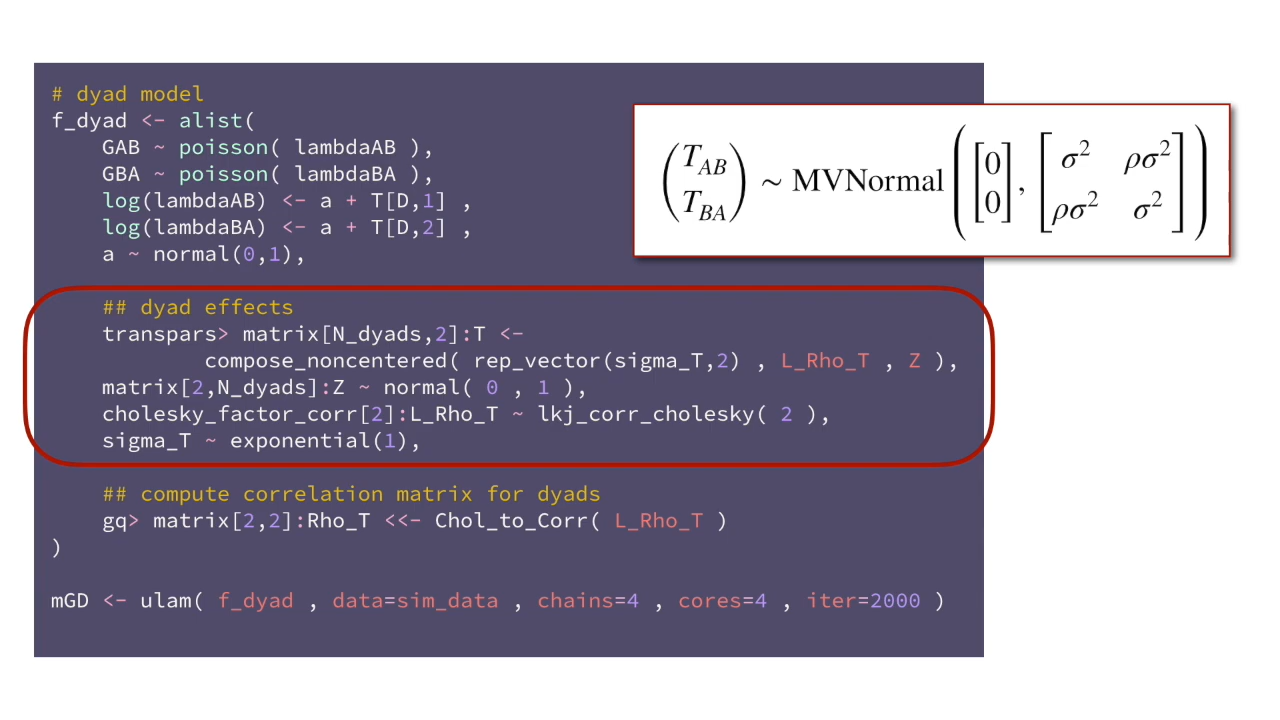 # dyad model
f_dyad <- alist(
GAB ~ poisson( lambdaAB ),
GBA ~ poisson( lambdaBA ),
log(lambdaAB) <- a + T[D,1] ,
log(lambdaBA) <- a + T[D,2] ,
a ~ normal(0,1),
## dyad effects
transpars> matrix[N_dyads,2]:T <-
compose_noncentered( rep_vector(sigma_T,2) , L_Rho_T , Z ),
matrix[2,N_dyads]:Z ~ normal( 0 , 1 ),
cholesky_factor_corr[2]:L_Rho_T ~ lkj_corr_cholesky( 2 ),
sigma_T ~ exponential(1),
## compute correlation matrix for dyads
gq> matrix[2,2]:Rho_T <<- Chol_to_Corr( L_Rho_T )
)
mGD <- ulam( f_dyad , data=sim_data , chains=4 , cores=4 , iter=2000 )
(T_AB T_BA) ~ MVNormal ([0 0], [σ² ρσ² ρσ² σ²])